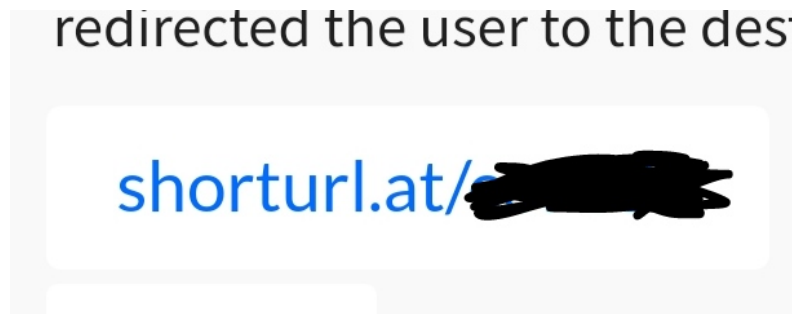 redirected the user to the
shorturl.at/